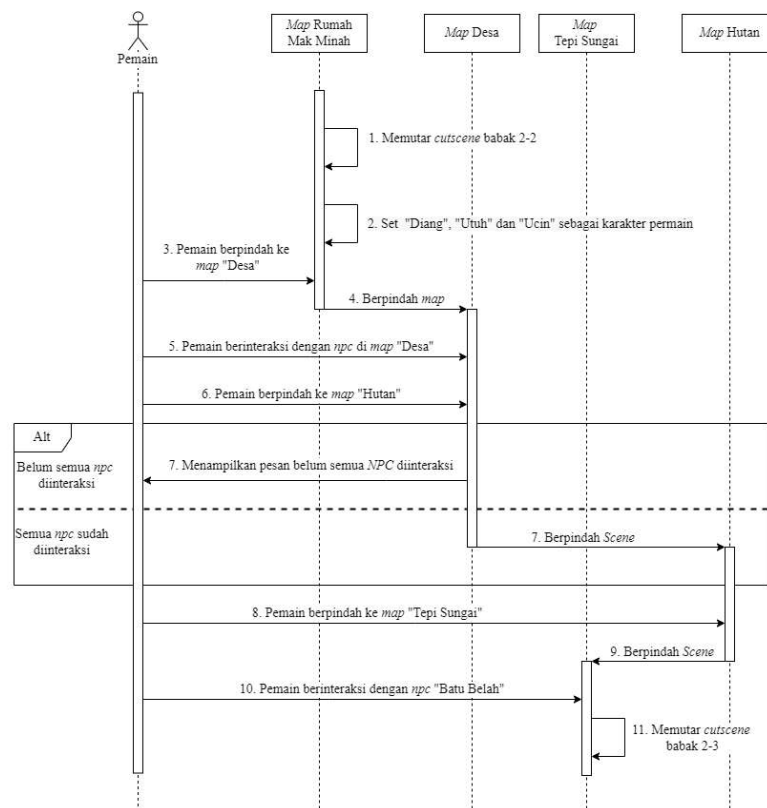 Pemain
Map Rumah
Mak Minah
Map Desa
Map
Tepi Sungai
Map Hutan
1. Memutar cutscene babak 2-2
2. Set "Diang", "Utuh" dan "Ucin" sebagai karakter permain
3. Pemain berpindah ke
map "Desa"
4. Berpindah map
5. Pemain berinteraksi dengan npc di map "Desa"
6. Pemain berpindah ke map "Hutan"
Alt
Belum semua npc
diinteraksi
7. Menampilkan pesan belum semua NPC diinteraksi
Semua npc sudah
diinteraksi
7. Berpindah Scene
8. Pemain berpindah ke map "Tepi Sungai"
9. Berpindah Scene
10. Pemain berinteraksi dengan npc "Batu Belah"
11. Memutar cutscene
babak 2-3